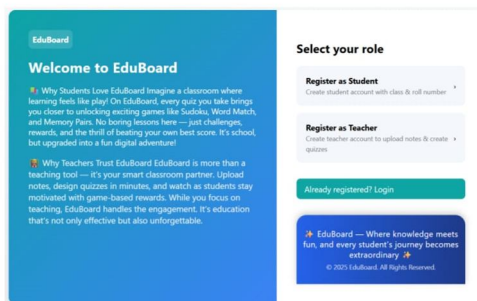 EduBoard
Welcome to EduBoard
Why Students Love EduBoard Imagine a classroom where
learning feels like play! On EduBoard, every quiz you take brings
you closer to unlocking exciting games like Sudoku, Word Match,
and Memory Pairs. No boring lessons here — just challenges,
rewards, and the thrill of beating your own best score. It's school,
but upgraded into a fun digital adventure!
Why Teachers Trust EduBoard EduBoard is more than a
teaching tool — it's your smart classroom partner. Upload
notes, design quizzes in minutes, and watch as students stay
motivated with game-based rewards. While you focus on
teaching, EduBoard handles the engagement. It's education
that's not only effective but also unforgettable.
Select your role
Register as Student
Create student account with class & roll number
Register as Teacher
Create teacher account to upload notes & create
quizzes
Already registered? Login
✨ EduBoard — Where knowledge meets
fun, and every student's journey becomes
extraordinary ✨
© 2025 EduBoard. All Rights Reserved.